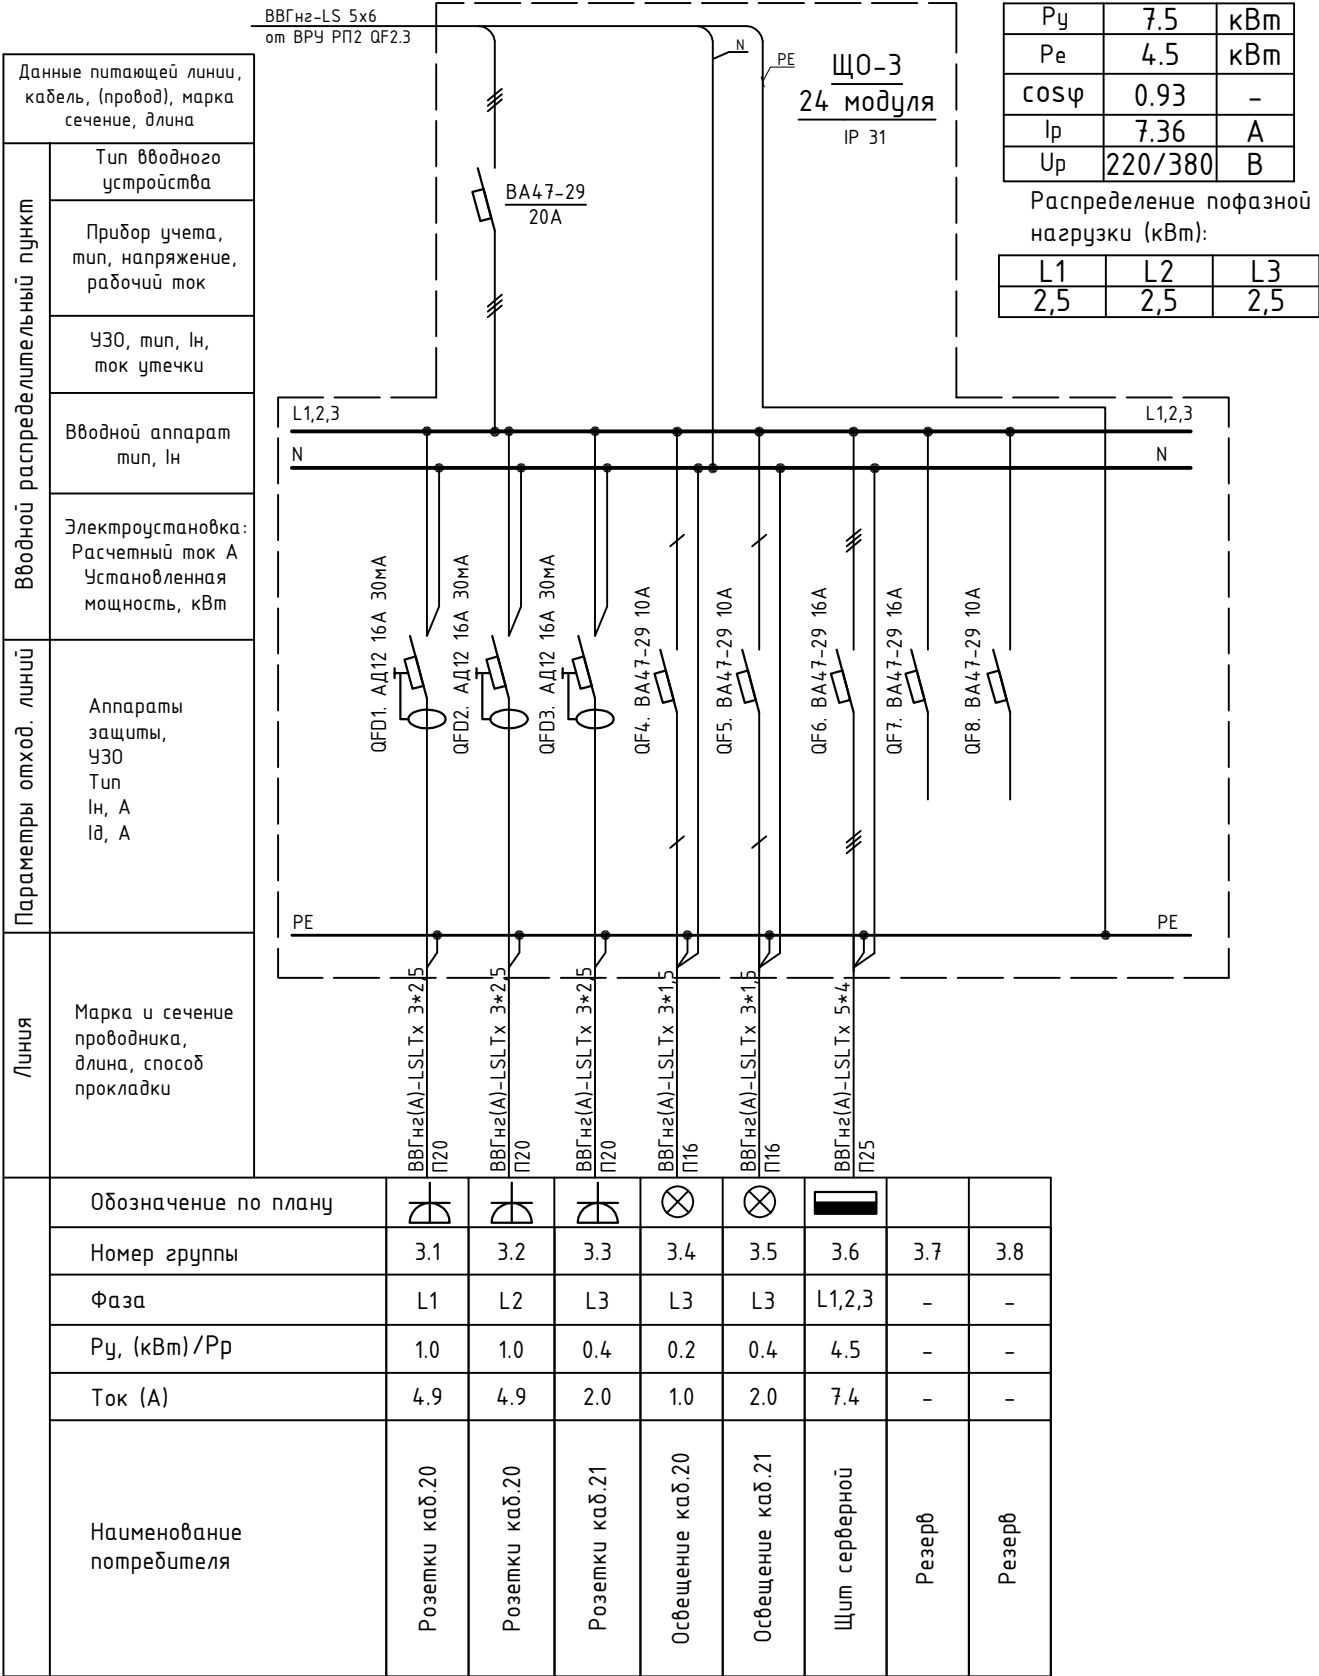 ВВГнг-LS 5х6
от ВРУ РП2 QF2.3
N
PE
ЩО-3
24 модуля
IP 31
Ру 7.5 кВт
Ре 4.5 кВт
cosφ 0.93 -
Iр 7.36 А
Uр 220/380 В
Распределение пофазной
нагрузки (кВт):
L1 L2 L3
2,5 2,5 2,5
Данные питающей линии,
кабель, (провод), марка
сечение, длина
Вводной распределительный пункт
Тип вводного
устройства
Прибор учета,
тип, напряжение,
рабочий ток
УЗО, тип, Iн,
ток утечки
Вводной аппарат
тип, Iн
Электроустановка:
Расчетный ток А
Установленная
мощность, кВт
ВА47-29
20А
L1,2,3 L1,2,3
N N
Параметры отход. линий
Аппараты
защиты,
УЗО
Тип
Iн, А
Iд, А
QFD1. АД12 16А 30мА
QFD2. АД12 16А 30мА
QFD3. АД12 16А 30мА
QF4. ВА47-29 10А
QF5. ВА47-29 10А
QF6. ВА47-29 16А
QF7. ВА47-29 16А
QF8. ВА47-29 10А
PE PE
Линия
Марка и сечение
проводника,
длина, способ
прокладки
ВВГнг(А)-LSLTx 3*2,5
П20
ВВГнг(А)-LSLTx 3*2,5
П20
ВВГнг(А)-LSLTx 3*2,5
П20
ВВГнг(А)-LSLTx 3*1,5
П16
ВВГнг(А)-LSLTx 3*1,5
П16
ВВГнг(А)-LSLTx 5*4
П25
Обозначение по плану
Номер группы 3.1 3.2 3.3 3.4 3.5 3.6 3.7 3.8
Фаза L1 L2 L3 L3 L3 L1,2,3 - -
Ру, (кВт)/Рр 1.0 1.0 0.4 0.2 0.4 4.5 - -
Ток (А) 4.9 4.9 2.0 1.0 2.0 7.4 - -
Наименование
потребителя
Розетки каб.20
Розетки каб.20
Розетки каб.21
Освещение каб.20
Освещение каб.21
Щит серверной
Резерв
Резерв